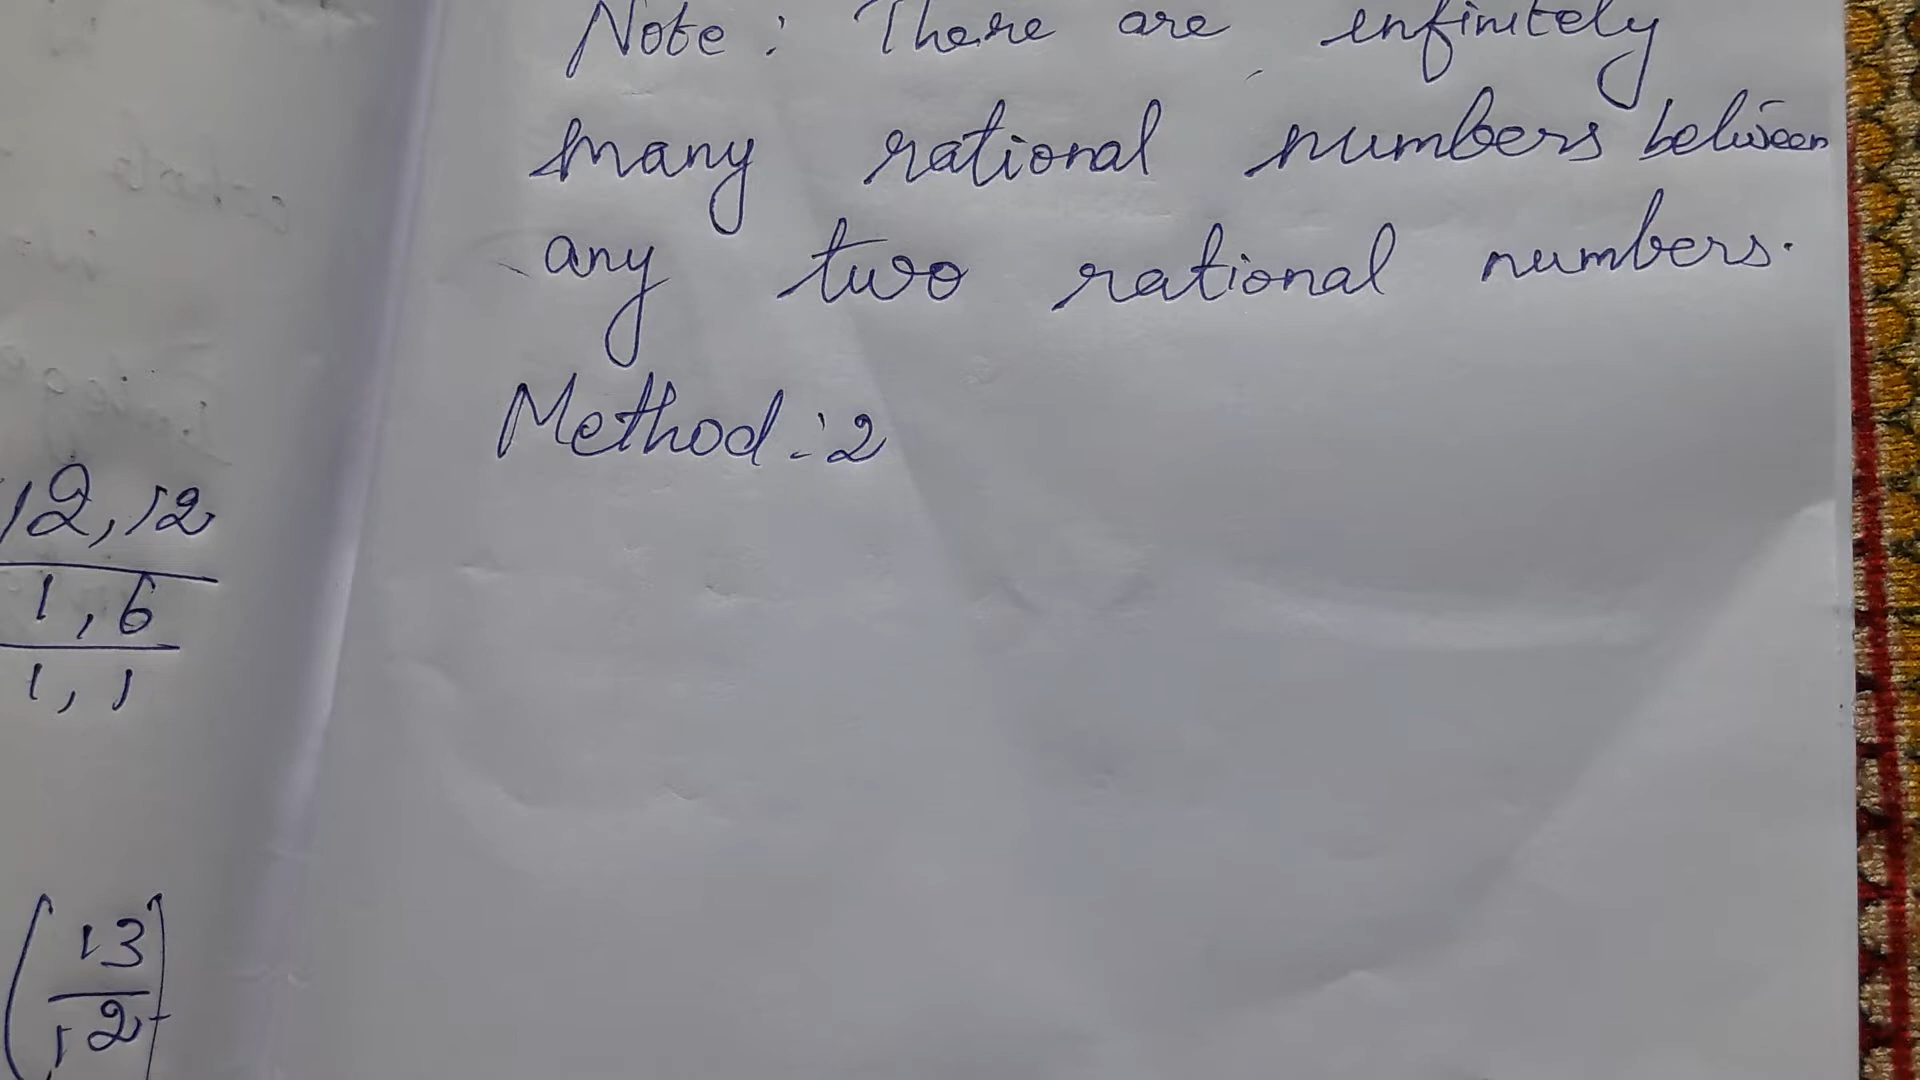 Note : There are enfinitely
many rational numbers between
any two rational numbers.
Method :- 2
12, 12
1, 6
1, 1
(13
12)